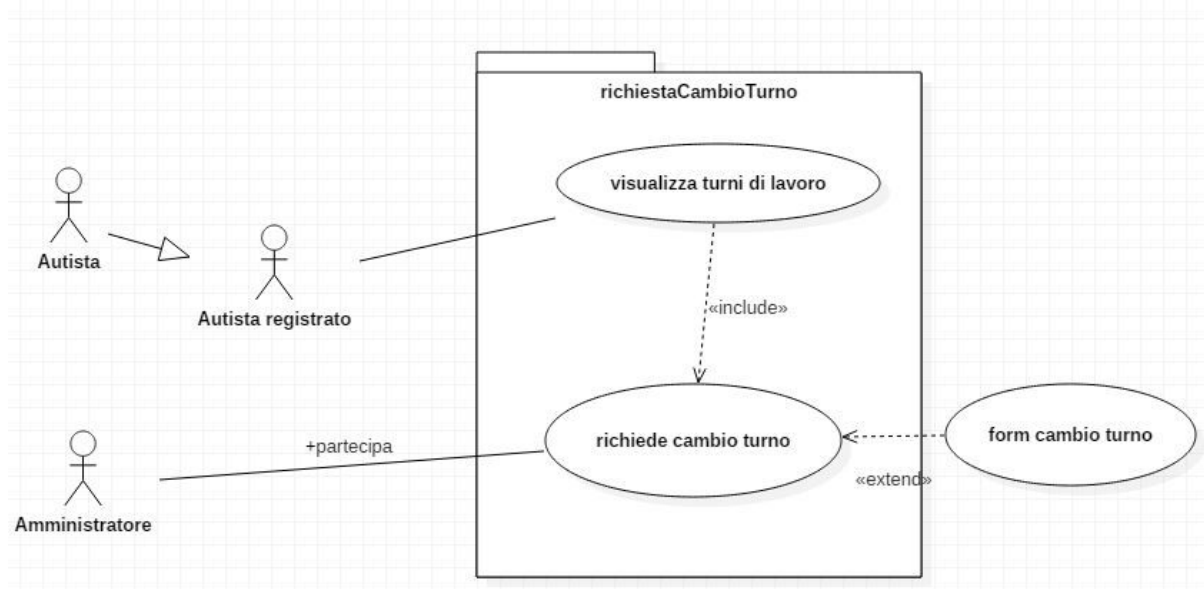 richiestaCambioTurno
visualizza turni di lavoro
Autista
Autista registrato
«include»
+partecipa
richiede cambio turno
form cambio turno
«extend»
Amministratore